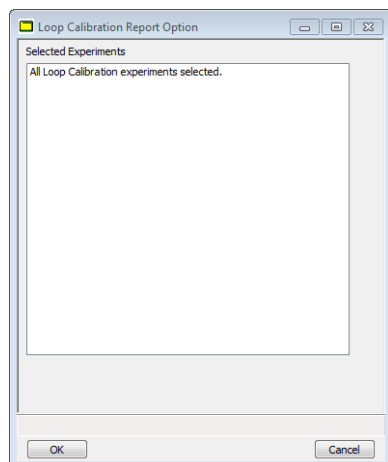 Loop Calibration Report Option
Selected Experiments
All Loop Calibration experiments selected.
OK
Cancel